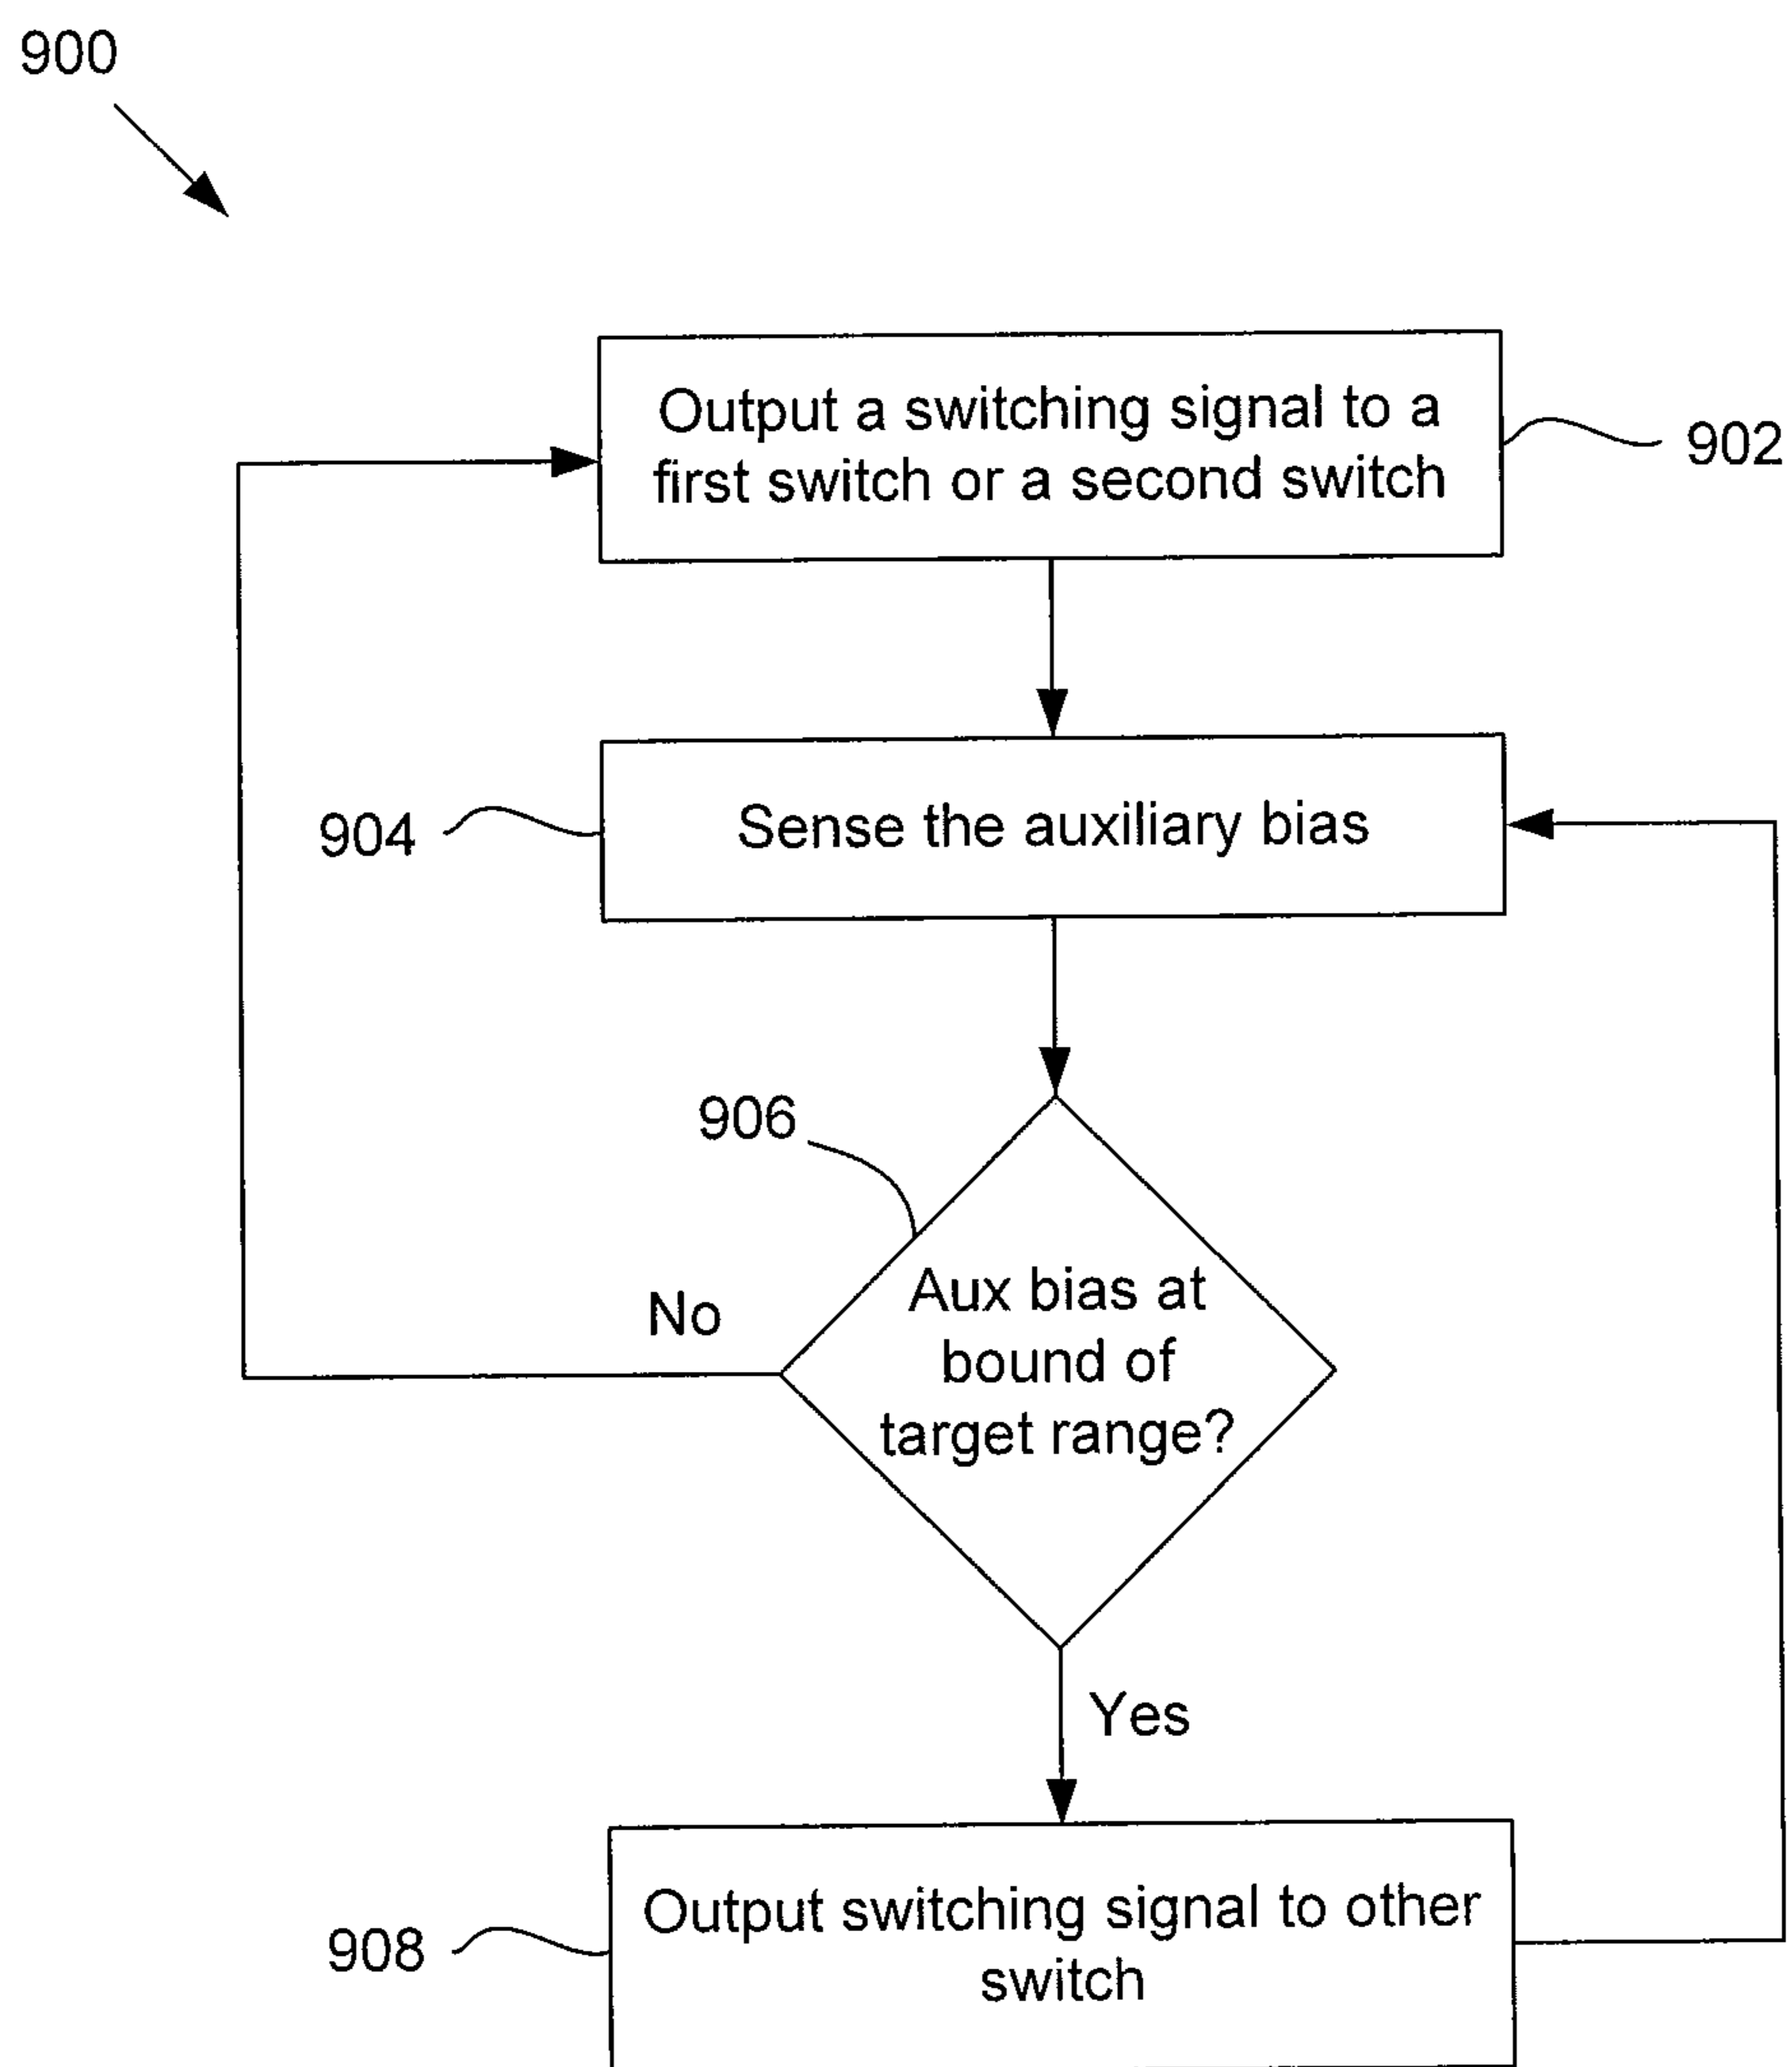 900
Output a switching signal to a
first switch or a second switch
902
Sense the auxiliary bias
904
906
Aux bias at
bound of
target range?
No
Yes
Output switching signal to other
switch
908